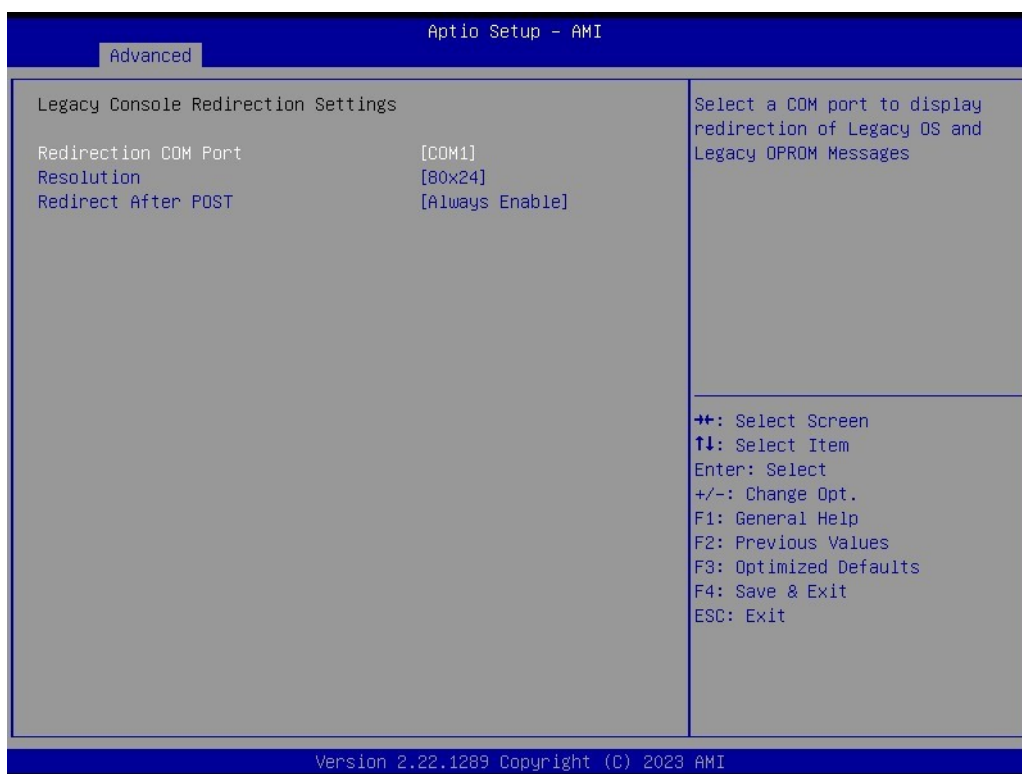 Aptio Setup – AMI
Advanced
Legacy Console Redirection Settings
Redirection COM Port [COM1]
Resolution [80x24]
Redirect After POST [Always Enable]
Select a COM port to display
redirection of Legacy OS and
Legacy OPROM Messages
→←: Select Screen
↑↓: Select Item
Enter: Select
+/-: Change Opt.
F1: General Help
F2: Previous Values
F3: Optimized Defaults
F4: Save & Exit
ESC: Exit
Version 2.22.1289 Copyright (C) 2023 AMI